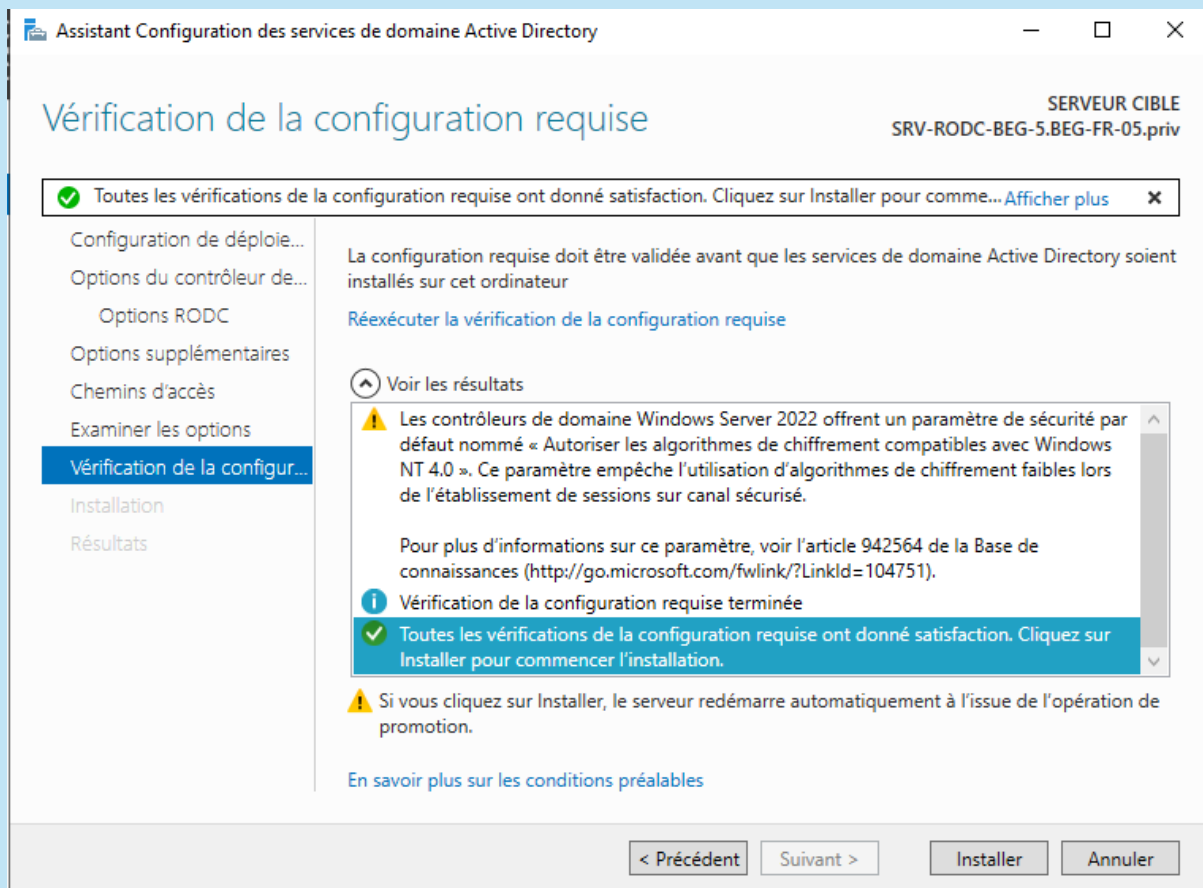 Assistant Configuration des services de domaine Active Directory
Vérification de la configuration requise
SERVEUR CIBLE
SRV-RODC-BEG-5.BEG-FR-05.priv
Toutes les vérifications de la configuration requise ont donné satisfaction. Cliquez sur Installer pour comme... Afficher plus
Configuration de déploie...
Options du contrôleur de...
Options RODC
Options supplémentaires
Chemins d'accès
Examiner les options
Vérification de la configur...
Installation
Résultats
La configuration requise doit être validée avant que les services de domaine Active Directory soient
installés sur cet ordinateur
Réexécuter la vérification de la configuration requise
Voir les résultats
Les contrôleurs de domaine Windows Server 2022 offrent un paramètre de sécurité par
défaut nommé « Autoriser les algorithmes de chiffrement compatibles avec Windows
NT 4.0 ». Ce paramètre empêche l'utilisation d'algorithmes de chiffrement faibles lors
de l'établissement de sessions sur canal sécurisé.
Pour plus d'informations sur ce paramètre, voir l'article 942564 de la Base de
connaissances (http://go.microsoft.com/fwlink/?LinkId=104751).
Vérification de la configuration requise terminée
Toutes les vérifications de la configuration requise ont donné satisfaction. Cliquez sur
Installer pour commencer l'installation.
Si vous cliquez sur Installer, le serveur redémarre automatiquement à l'issue de l'opération de
promotion.
En savoir plus sur les conditions préalables
< Précédent
Suivant >
Installer
Annuler